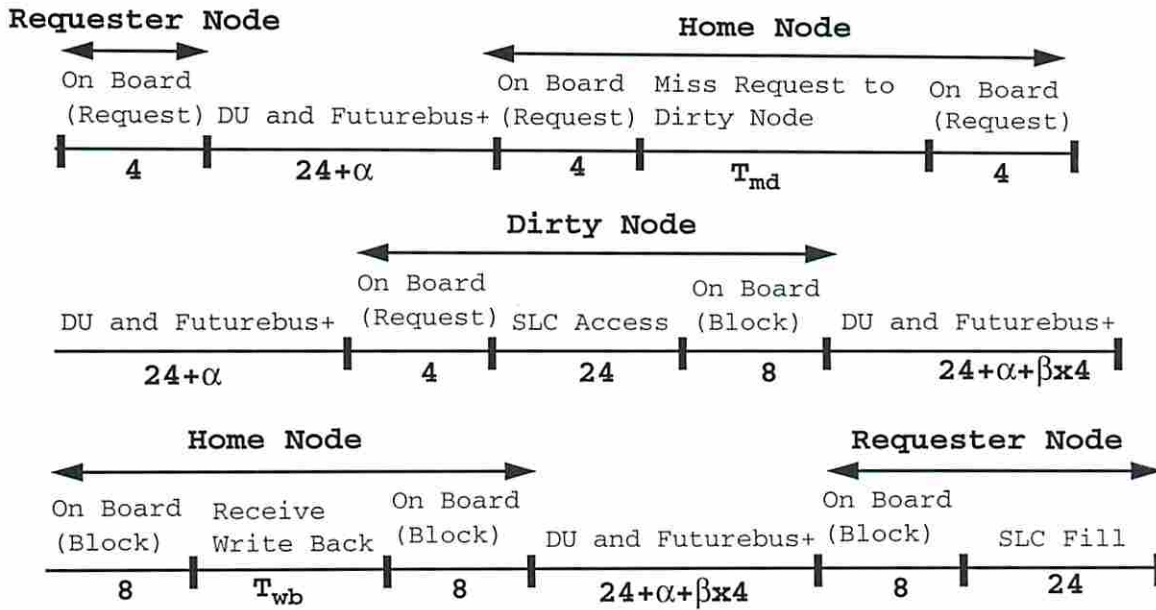 Requester Node
Home Node
On Board
(Request)
DU and Futurebus+
On Board
(Request)
Miss Request to
Dirty Node
On Board
(Request)
4
24+α
4
Tmd
4
Dirty Node
DU and Futurebus+
On Board
(Request)
SLC Access
On Board
(Block)
DU and Futurebus+
24+α
4
24
8
24+α+βx4
Home Node
Requester Node
On Board
(Block)
Receive
Write Back
On Board
(Block)
DU and Futurebus+
On Board
(Block)
SLC Fill
8
Twb
8
24+α+βx4
8
24